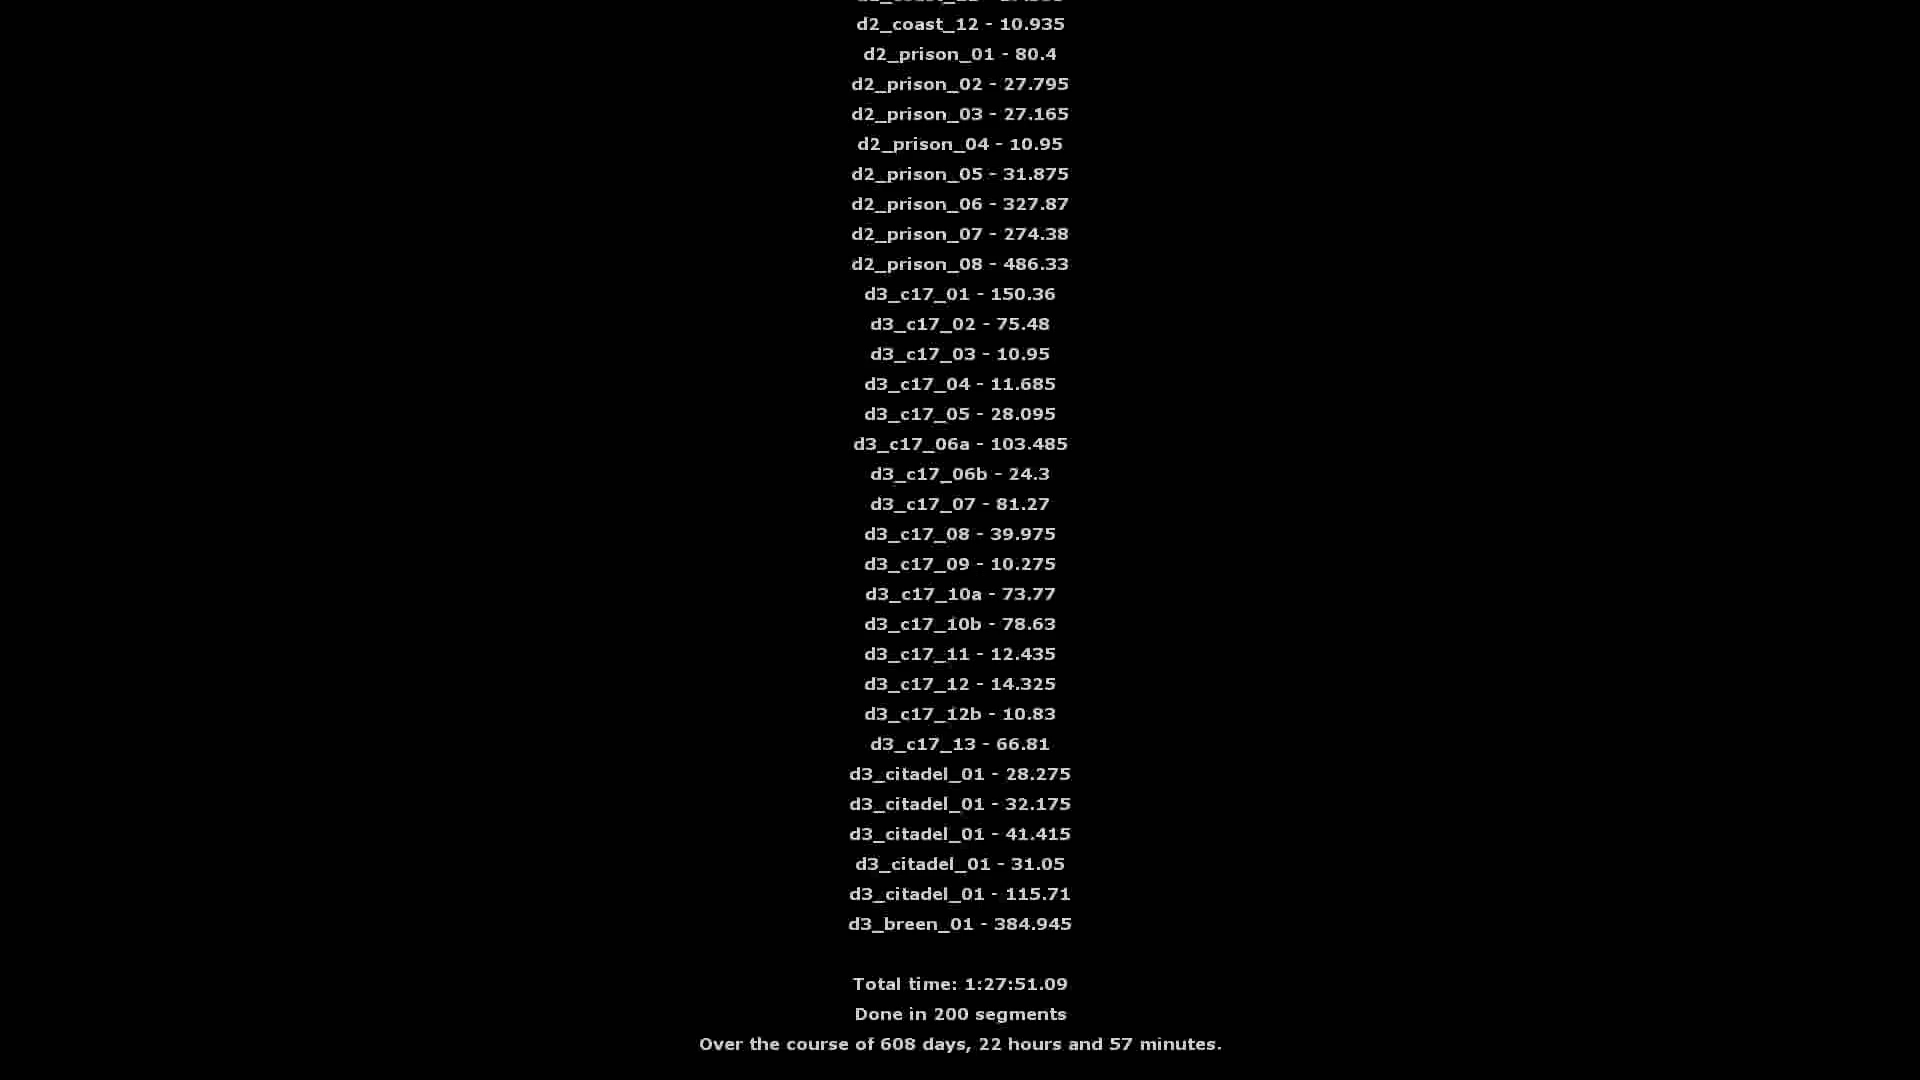 d2_coast_12 - 10.935
d2_prison_01 - 80.4
d2_prison_02 - 27.795
d2_prison_03 - 27.165
d2_prison_04 - 10.95
d2_prison_05 - 31.875
d2_prison_06 - 327.87
d2_prison_07 - 274.38
d2_prison_08 - 486.33
d3_c17_01 - 150.36
d3_c17_02 - 75.48
d3_c17_03 - 10.95
d3_c17_04 - 11.685
d3_c17_05 - 28.095
d3_c17_06a - 103.485
d3_c17_06b - 24.3
d3_c17_07 - 81.27
d3_c17_08 - 39.975
d3_c17_09 - 10.275
d3_c17_10a - 73.77
d3_c17_10b - 78.63
d3_c17_11 - 12.435
d3_c17_12 - 14.325
d3_c17_12b - 10.83
d3_c17_13 - 66.81
d3_citadel_01 - 28.275
d3_citadel_01 - 32.175
d3_citadel_01 - 41.415
d3_citadel_01 - 31.05
d3_citadel_01 - 115.71
d3_breen_01 - 384.945
Total time: 1:27:51.09
Done in 200 segments
Over the course of 608 days, 22 hours and 57 minutes.